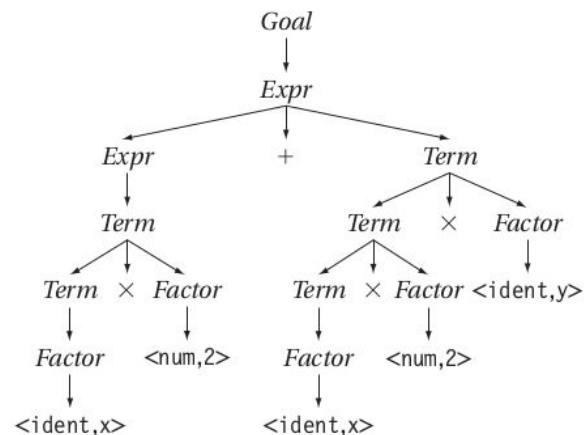 Goal
Expr
Expr + Term
Term Term × Factor
Term × Factor Term × Factor <ident,y>
Factor <num,2> Factor <num,2>
<ident,x> <ident,x>